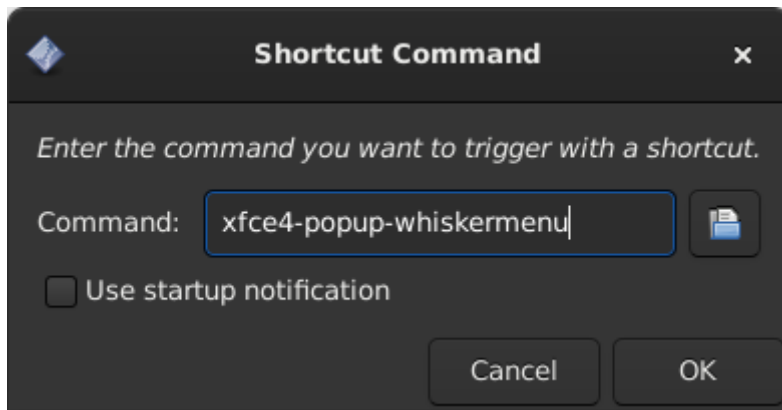 Shortcut Command
Enter the command you want to trigger with a shortcut.
Command: xfce4-popup-whiskermenu
Use startup notification
Cancel OK